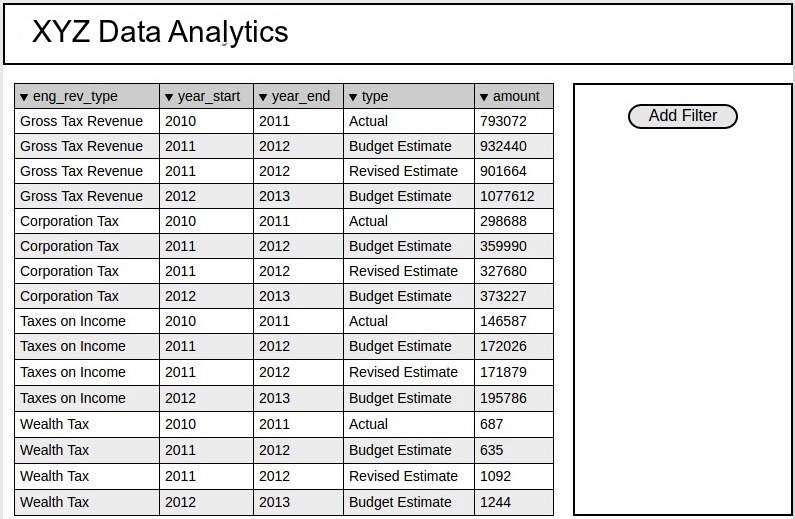 XYZ Data Analytics
▼ eng_rev_type ▼ year_start ▼ year_end ▼ type ▼ amount
Gross Tax Revenue 2010 2011 Actual 793072
Gross Tax Revenue 2011 2012 Budget Estimate 932440
Gross Tax Revenue 2011 2012 Revised Estimate 901664
Gross Tax Revenue 2012 2013 Budget Estimate 1077612
Corporation Tax 2010 2011 Actual 298688
Corporation Tax 2011 2012 Budget Estimate 359990
Corporation Tax 2011 2012 Revised Estimate 327680
Corporation Tax 2012 2013 Budget Estimate 373227
Taxes on Income 2010 2011 Actual 146587
Taxes on Income 2011 2012 Budget Estimate 172026
Taxes on Income 2011 2012 Revised Estimate 171879
Taxes on Income 2012 2013 Budget Estimate 195786
Wealth Tax 2010 2011 Actual 687
Wealth Tax 2011 2012 Budget Estimate 635
Wealth Tax 2011 2012 Revised Estimate 1092
Wealth Tax 2012 2013 Budget Estimate 1244
Add Filter